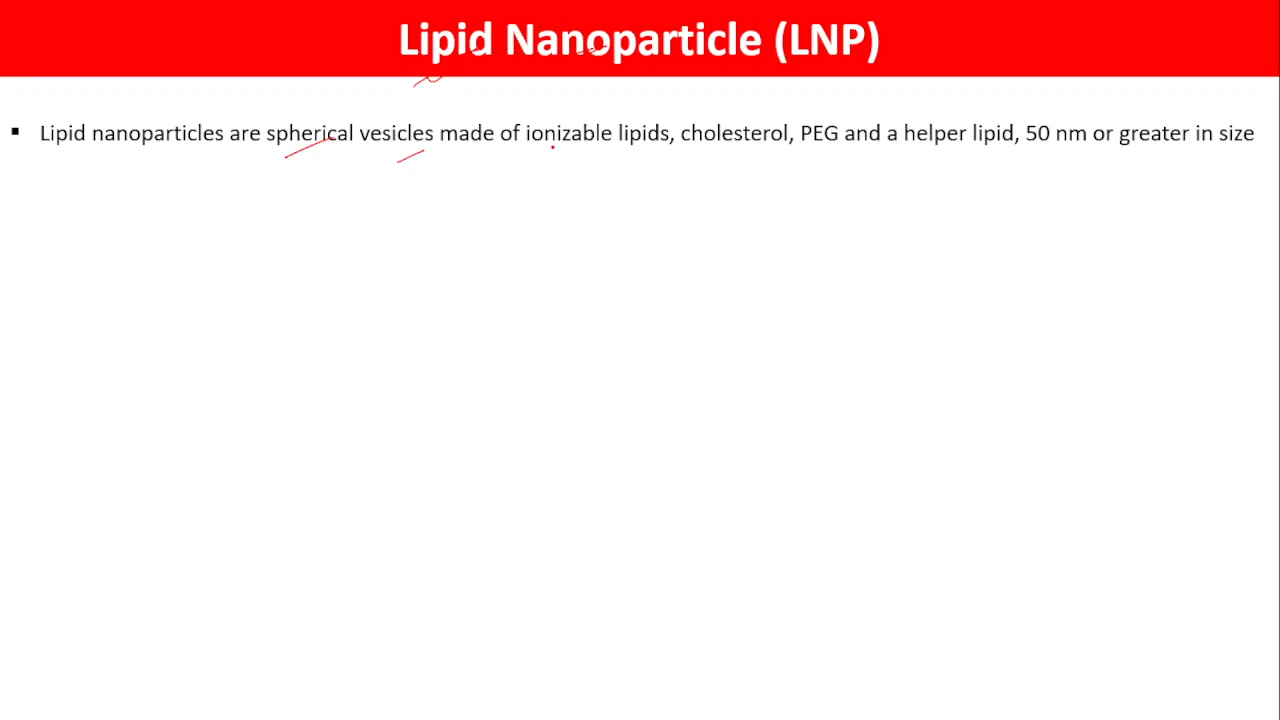 Lipid Nanoparticle (LNP)
▪ Lipid nanoparticles are spherical vesicles made of ionizable lipids, cholesterol, PEG and a helper lipid, 50 nm or greater in size